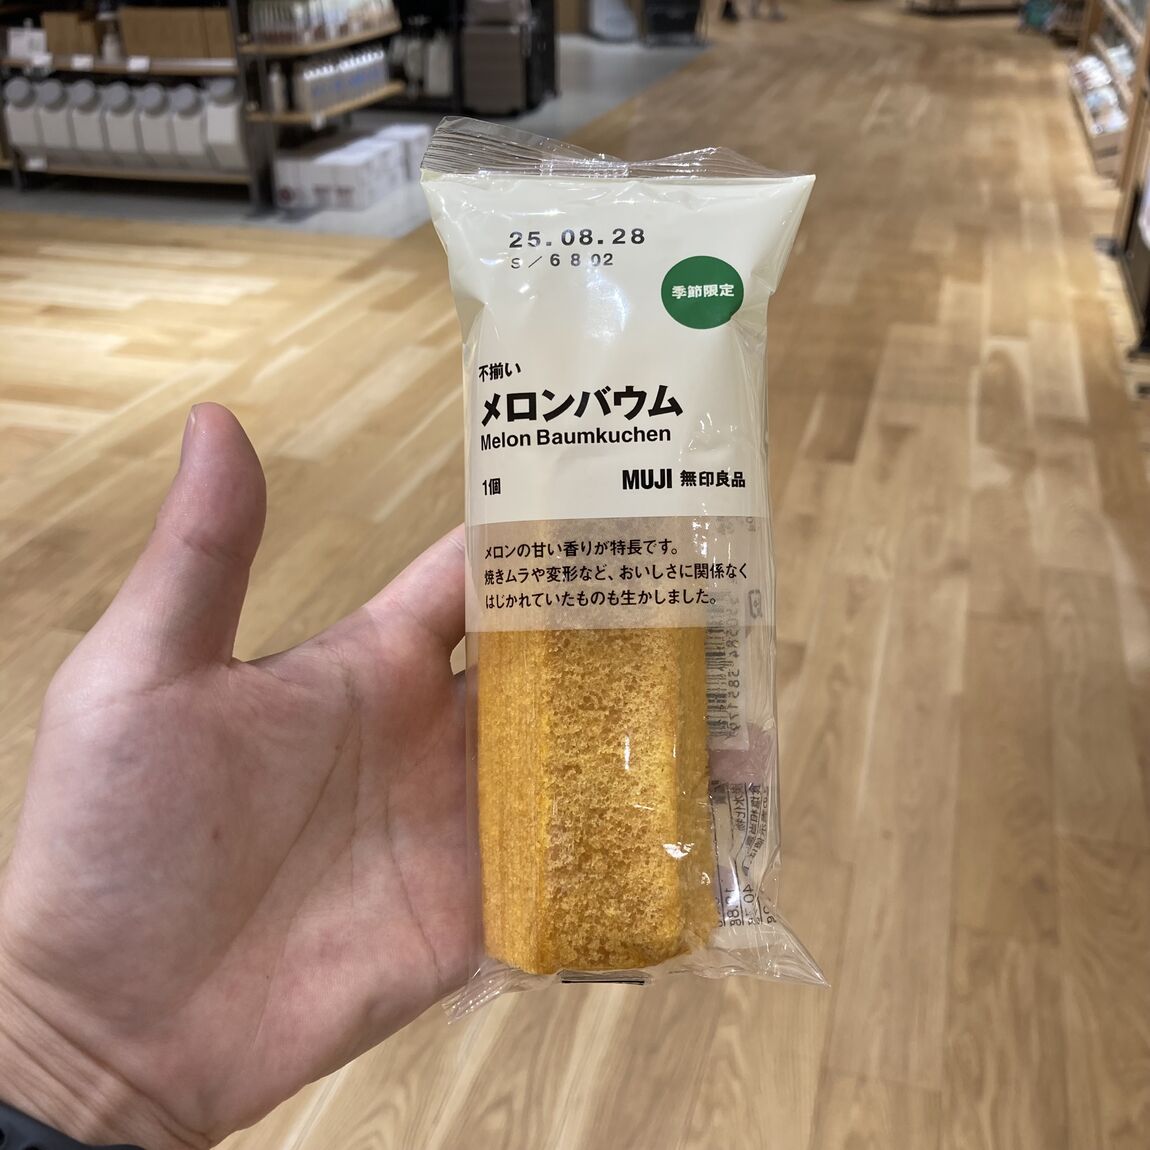 25.08.28
S/6802
季節限定
不揃い
メロンバウム
Melon Baumkuchen
1個
MUJI 無印良品
メロンの甘い香りが特長です。
焼きムラや変形など、おいしさに関係なく
はじかれていたものも生かしました。